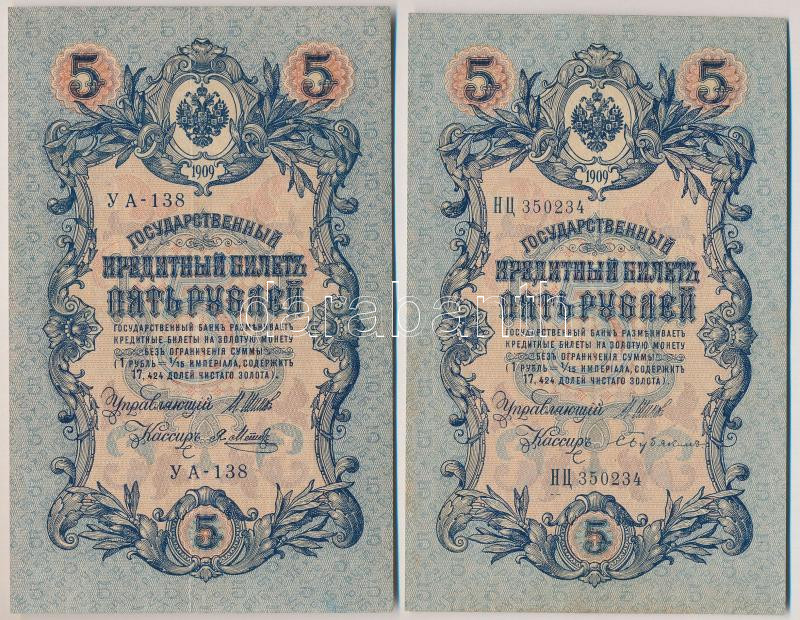 5 5
1909
УА-138
ГОСУДАРСТВЕННЫЙ
КРЕДИТНЫЙ БИЛЕТЪ
ПЯТЬ РУБЛЕЙ
ГОСУДАРСТВЕННЫЙ БАНКЪ РАЗМѢНИВАЕТЪ
КРЕДИТНЫЕ БИЛЕТЫ НА ЗОЛОТУЮ МОНЕТУ
БЕЗЪ ОГРАНИЧЕНІЯ СУММЫ
(1 РУБЛЬ = 1/15 ИМПЕРІАЛА, СОДЕРЖИТЪ
17,424 ДОЛЕЙ ЧИСТАГО ЗОЛОТА).
Управляющій
Кассиръ
УА-138
5
5 5
1909
НЦ 350234
ГОСУДАРСТВЕННЫЙ
КРЕДИТНЫЙ БИЛЕТЪ
ПЯТЬ РУБЛЕЙ
ГОСУДАРСТВЕННЫЙ БАНКЪ РАЗМѢНИВАЕТЪ
КРЕДИТНЫЕ БИЛЕТЫ НА ЗОЛОТУЮ МОНЕТУ
БЕЗЪ ОГРАНИЧЕНІЯ СУММЫ
(1 РУБЛЬ = 1/15 ИМПЕРІАЛА, СОДЕРЖИТЪ
17,424 ДОЛЕЙ ЧИСТАГО ЗОЛОТА).
Управляющій
Кассиръ
НЦ 350234
5
darabanth